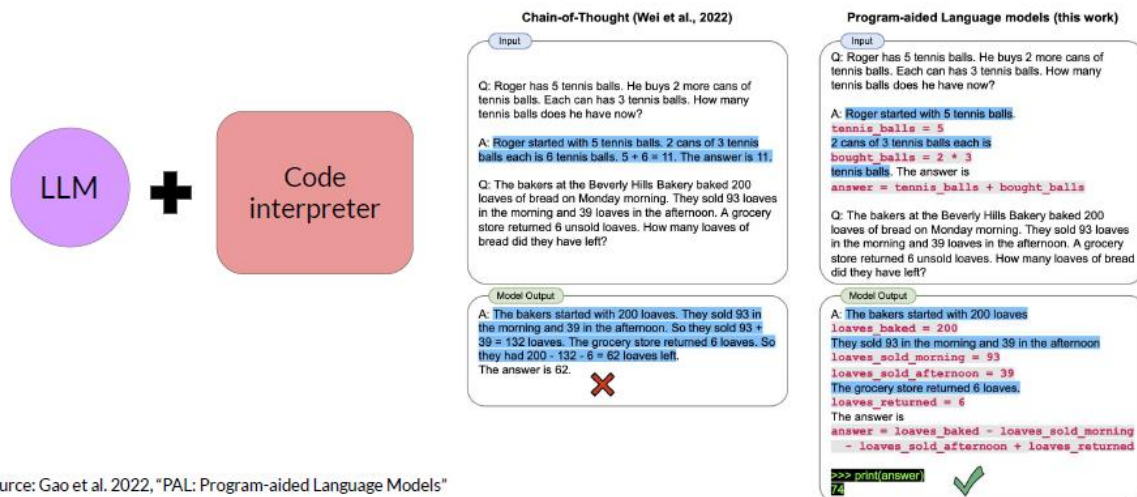 LLM
Code
interpreter
Chain-of-Thought (Wei et al., 2022)
Input
Q: Roger has 5 tennis balls. He buys 2 more cans of
tennis balls. Each can has 3 tennis balls. How many
tennis balls does he have now?
A: Roger started with 5 tennis balls. 2 cans of 3 tennis
balls each is 6 tennis balls. 5 + 6 = 11. The answer is 11.
Q: The bakers at the Beverly Hills Bakery baked 200
loaves of bread on Monday morning. They sold 93 loaves
in the morning and 39 loaves in the afternoon. A grocery
store returned 6 unsold loaves. How many loaves of
bread did they have left?
Model Output
A: The bakers started with 200 loaves. They sold 93 in
the morning and 39 in the afternoon. So they sold 93 +
39 = 132 loaves. The grocery store returned 6 loaves. So
they had 200 - 132 - 6 = 62 loaves left.
The answer is 62.
Program-aided Language models (this work)
Input
Q: Roger has 5 tennis balls. He buys 2 more cans of
tennis balls. Each can has 3 tennis balls. How many
tennis balls does he have now?
A: Roger started with 5 tennis balls.
tennis_balls = 5
2 cans of 3 tennis balls each is
bought_balls = 2 * 3
tennis balls. The answer is
answer = tennis_balls + bought_balls
Q: The bakers at the Beverly Hills Bakery baked 200
loaves of bread on Monday morning. They sold 93 loaves
in the morning and 39 loaves in the afternoon. A grocery
store returned 6 unsold loaves. How many loaves of bread
did they have left?
Model Output
A: The bakers started with 200 loaves
loaves_baked = 200
They sold 93 in the morning and 39 in the afternoon
loaves_sold_morning = 93
loaves_sold_afternoon = 39
The grocery store returned 6 loaves.
loaves_returned = 6
The answer is
answer = loaves_baked - loaves_sold_morning
- loaves_sold_afternoon + loaves_returned
>>> print(answer)
74
urce: Gao et al. 2022, “PAL: Program-aided Language Models”